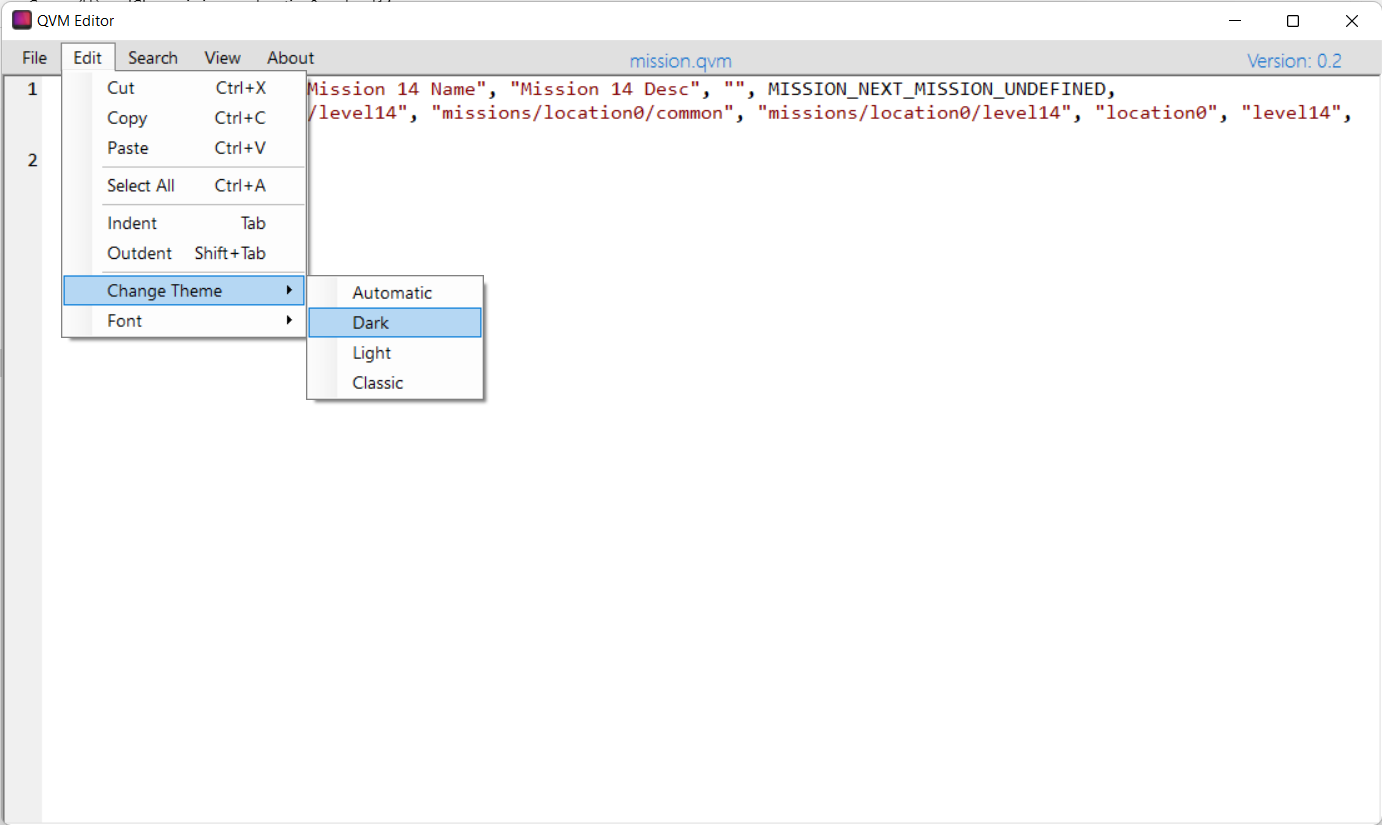 QVM Editor
File Edit Search View About mission.qvm Version: 0.2
1 Mission 14 Name", "Mission 14 Desc", "", MISSION_NEXT_MISSION_UNDEFINED,
/level14", "missions/location0/common", "missions/location0/level14", "location0", "level14",
2
Cut Ctrl+X
Copy Ctrl+C
Paste Ctrl+V
Select All Ctrl+A
Indent Tab
Outdent Shift+Tab
Change Theme
Font
Automatic
Dark
Light
Classic